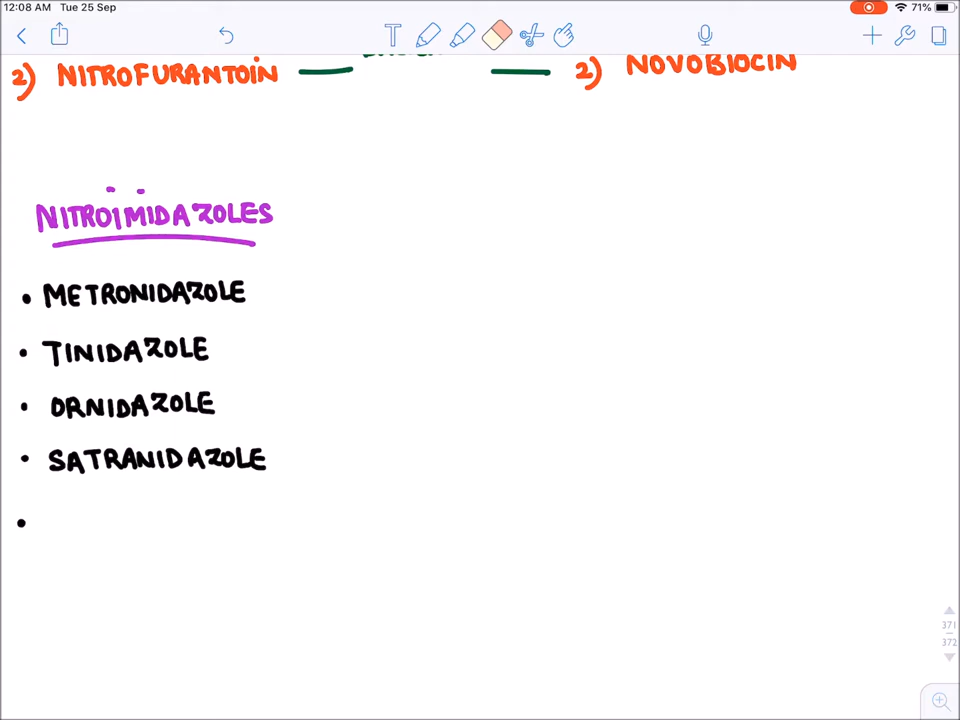 12:08 AM Tue 25 Sep 71%
2) NITROFURANTOIN 2) NOVOBIOCIN
NITROIMIDAZOLES
• METRONIDAZOLE
• TINIDAZOLE
• ORNIDAZOLE
• SATRANIDAZOLE
•
371
372